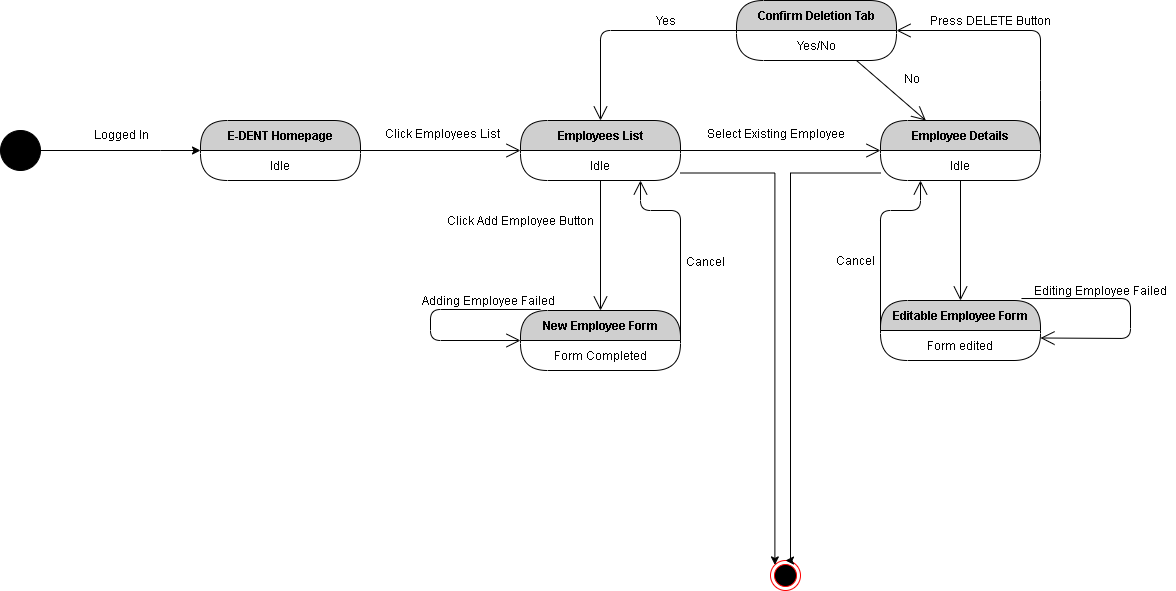 Confirm Deletion Tab
Yes
Press DELETE Button
Yes/No
No
Logged In
E-DENT Homepage
Click Employees List
Employees List
Select Existing Employee
Employee Details
Idle
Idle
Idle
Click Add Employee Button
Cancel
Cancel
Adding Employee Failed
Editing Employee Failed
New Employee Form
Editable Employee Form
Form Completed
Form edited